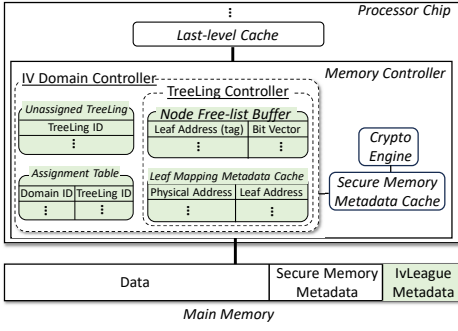 ⋮
Processor Chip
Last-level Cache
Memory Controller
IV Domain Controller
TreeLing Controller
Unassigned TreeLing
TreeLing ID
⋮
Node Free-list Buffer
Leaf Address (tag) Bit Vector
⋮ ⋮
Crypto
Engine
Assignment Table
Domain ID TreeLing ID
⋮ ⋮
Leaf Mapping Metadata Cache
Physical Address Leaf Address
⋮ ⋮
Secure Memory
Metadata Cache
Data
Secure Memory
Metadata
IvLeague
Metadata
Main Memory